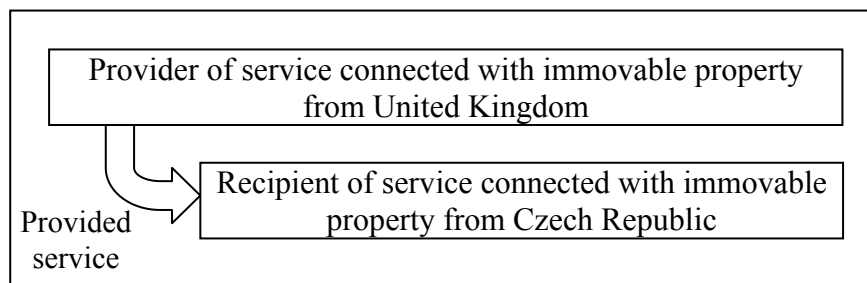 Provider of service connected with immovable property
from United Kingdom
Recipient of service connected with immovable
property from Czech Republic
Provided
service